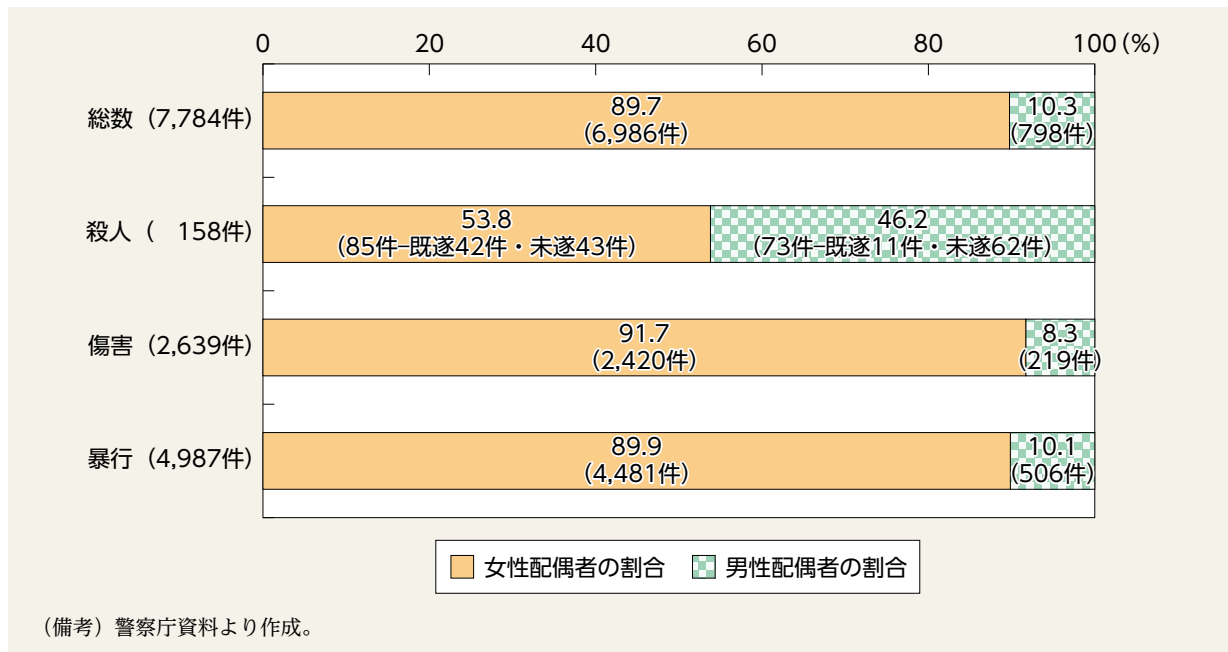 0 20 40 60 80 100 (%)
総数 (7,784件)
89.7
(6,986件)
10.3
(798件)
殺人 (　158件)
53.8
(85件−既遂42件・未遂43件)
46.2
(73件−既遂11件・未遂62件)
傷害 (2,639件)
91.7
(2,420件)
8.3
(219件)
暴行 (4,987件)
89.9
(4,481件)
10.1
(506件)
女性配偶者の割合 男性配偶者の割合
(備考) 警察庁資料より作成。